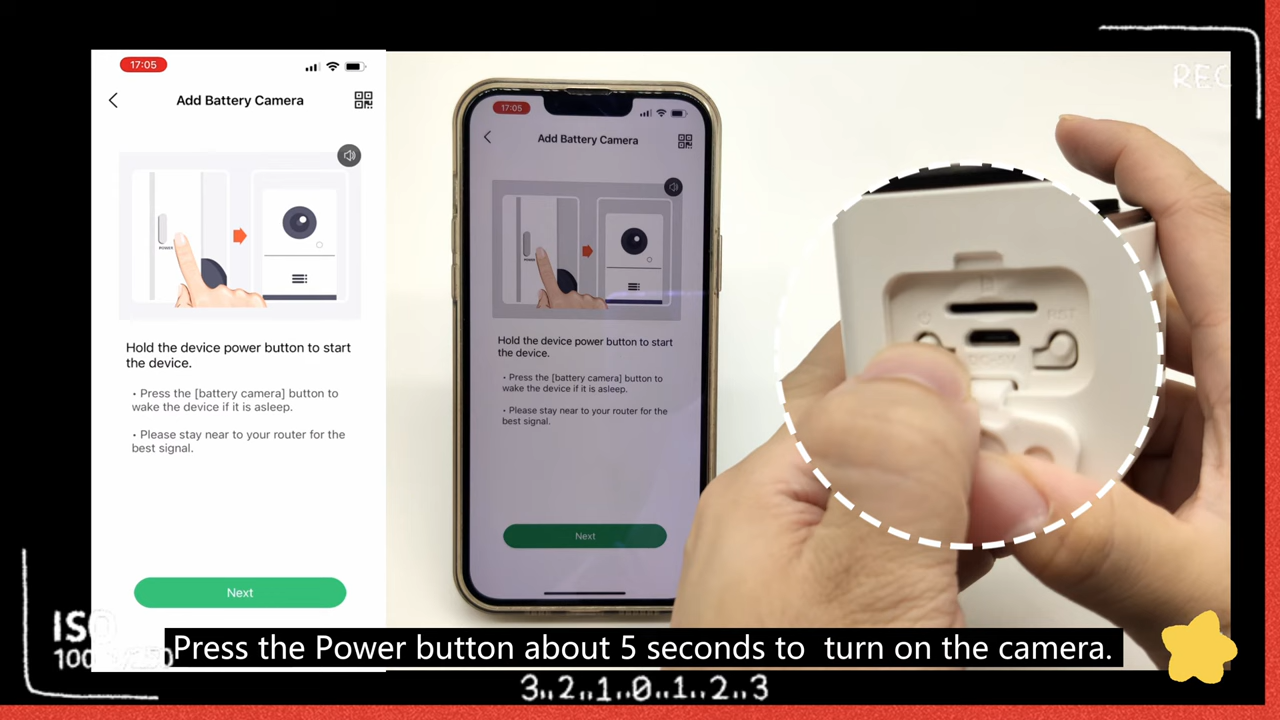 17:05
Add Battery Camera
POWER
Hold the device power button to start
the device.
• Press the [battery camera] button to
wake the device if it is asleep.
• Please stay near to your router for the
best signal.
Next
17:05
Add Battery Camera
POWER
Hold the device power button to start
the device.
• Press the [battery camera] button to
wake the device if it is asleep.
• Please stay near to your router for the
best signal.
Next
REC
RST
DC5V
ISO
Press the Power button about 5 seconds to turn on the camera.
3..2..1..0..1..2..3